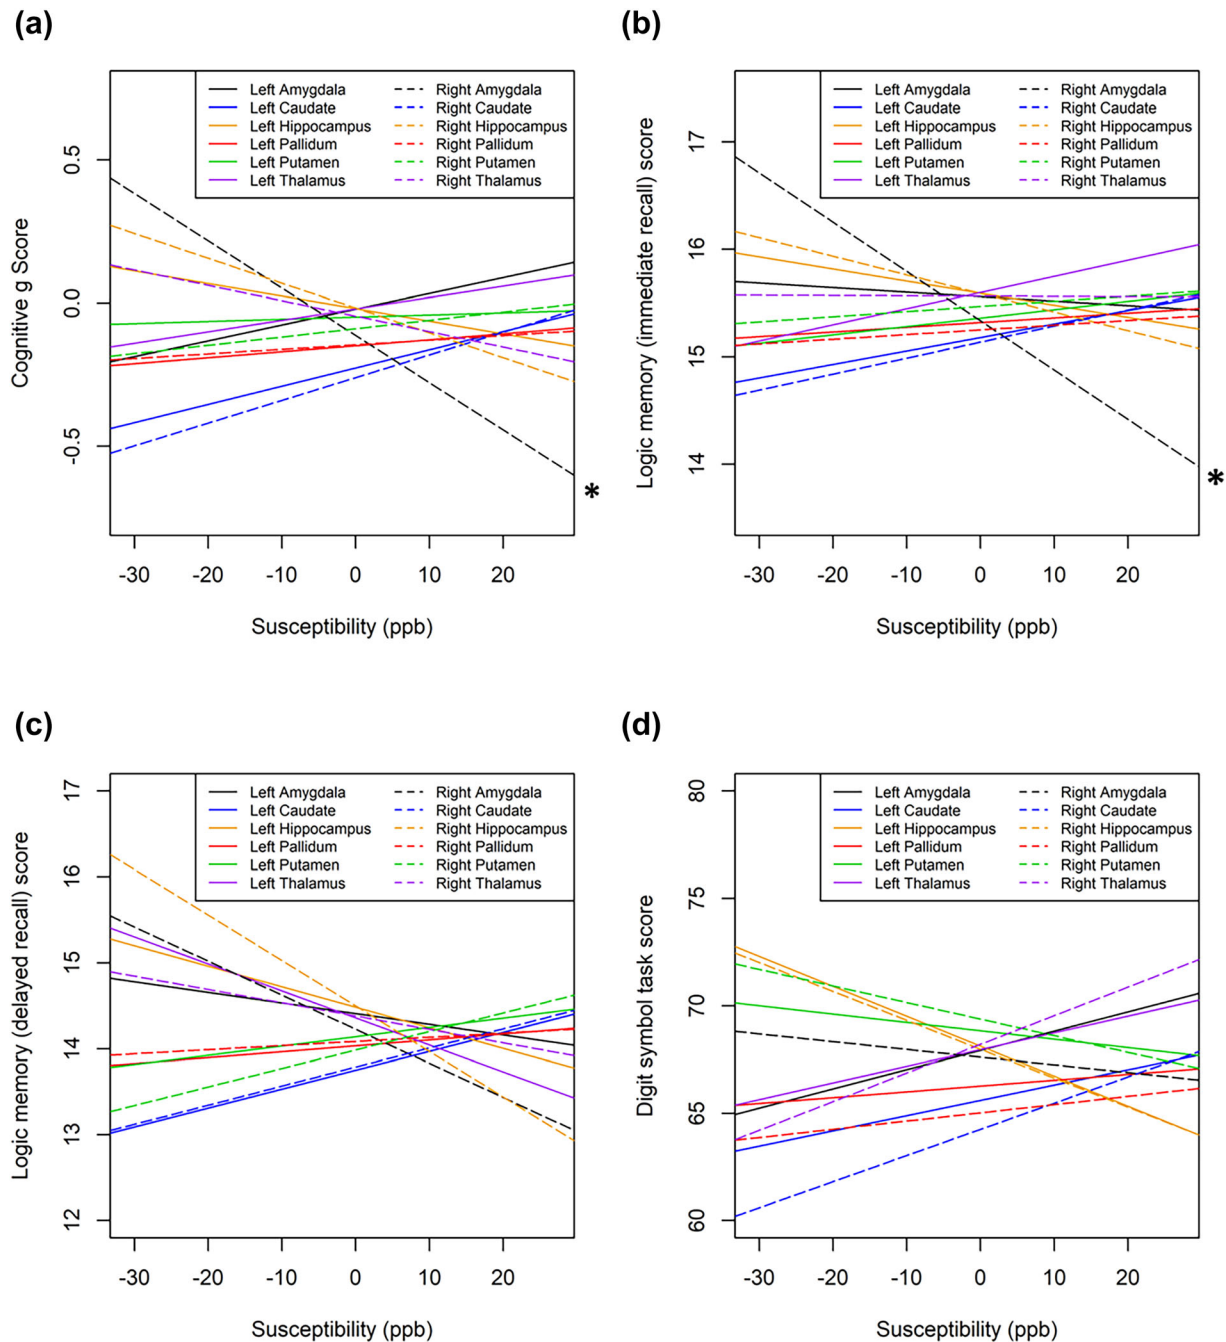 (a)
Left Amygdala Right Amygdala
Left Caudate Right Caudate
Left Hippocampus Right Hippocampus
Left Pallidum Right Pallidum
Left Putamen Right Putamen
Left Thalamus Right Thalamus
Cognitive g Score
0.5
0.0
-0.5
*
-30 -20 -10 0 10 20
Susceptibility (ppb)
(b)
Left Amygdala Right Amygdala
Left Caudate Right Caudate
Left Hippocampus Right Hippocampus
Left Pallidum Right Pallidum
Left Putamen Right Putamen
Left Thalamus Right Thalamus
Logic memory (immediate recall) score
17
16
15
14
*
-30 -20 -10 0 10 20
Susceptibility (ppb)
(c)
Left Amygdala Right Amygdala
Left Caudate Right Caudate
Left Hippocampus Right Hippocampus
Left Pallidum Right Pallidum
Left Putamen Right Putamen
Left Thalamus Right Thalamus
Logic memory (delayed recall) score
17
16
15
14
13
12
-30 -20 -10 0 10 20
Susceptibility (ppb)
(d)
Left Amygdala Right Amygdala
Left Caudate Right Caudate
Left Hippocampus Right Hippocampus
Left Pallidum Right Pallidum
Left Putamen Right Putamen
Left Thalamus Right Thalamus
Digit symbol task score
80
75
70
65
60
-30 -20 -10 0 10 20
Susceptibility (ppb)